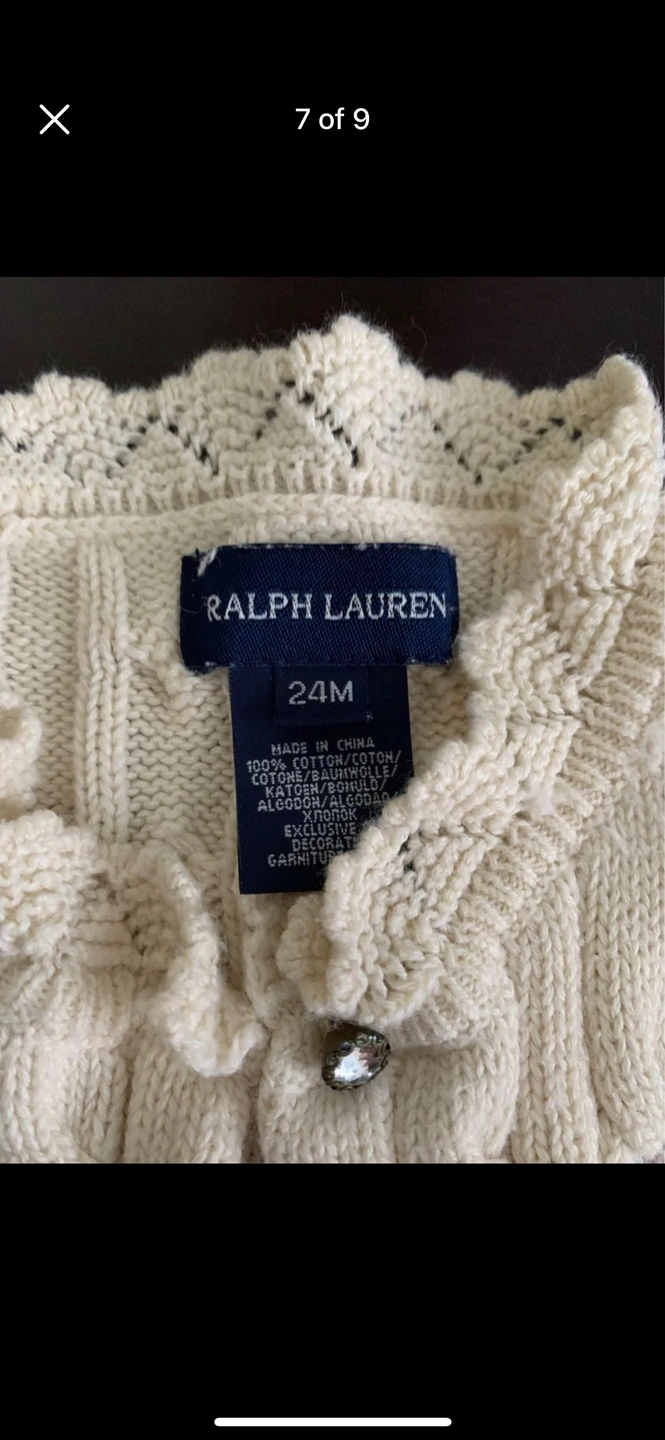 7 of 9
RALPH LAUREN
24M
MADE IN CHINA
100% COTTON/COTON/
COTONE/BAUMWOLLE/
KATOEN/BOMULD/
ALGODON/ALGODÃO
ХЛОПОК
EXCLUSIVE